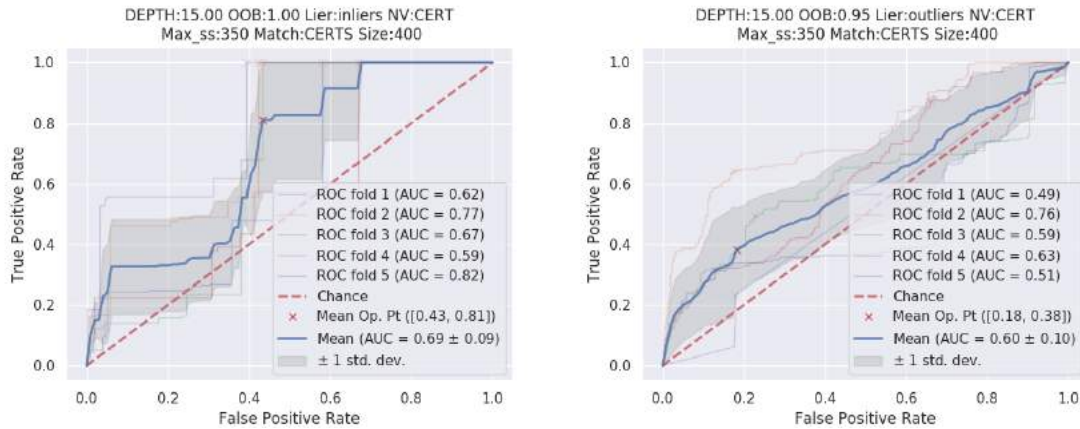 DEPTH:15.00 OOB:1.00 Lier:inliers NV:CERT
Max_ss:350 Match:CERTS Size:400
True Positive Rate
1.0
0.8
0.6
0.4
0.2
0.0
ROC fold 1 (AUC = 0.62)
ROC fold 2 (AUC = 0.77)
ROC fold 3 (AUC = 0.67)
ROC fold 4 (AUC = 0.59)
ROC fold 5 (AUC = 0.82)
Chance
Mean Op. Pt ([0.43, 0.81])
Mean (AUC = 0.69 ± 0.09)
± 1 std. dev.
0.0 0.2 0.4 0.6 0.8 1.0
False Positive Rate
DEPTH:15.00 OOB:0.95 Lier:outliers NV:CERT
Max_ss:350 Match:CERTS Size:400
True Positive Rate
1.0
0.8
0.6
0.4
0.2
0.0
ROC fold 1 (AUC = 0.49)
ROC fold 2 (AUC = 0.76)
ROC fold 3 (AUC = 0.59)
ROC fold 4 (AUC = 0.63)
ROC fold 5 (AUC = 0.51)
Chance
Mean Op. Pt ([0.18, 0.38])
Mean (AUC = 0.60 ± 0.10)
± 1 std. dev.
0.0 0.2 0.4 0.6 0.8 1.0
False Positive Rate